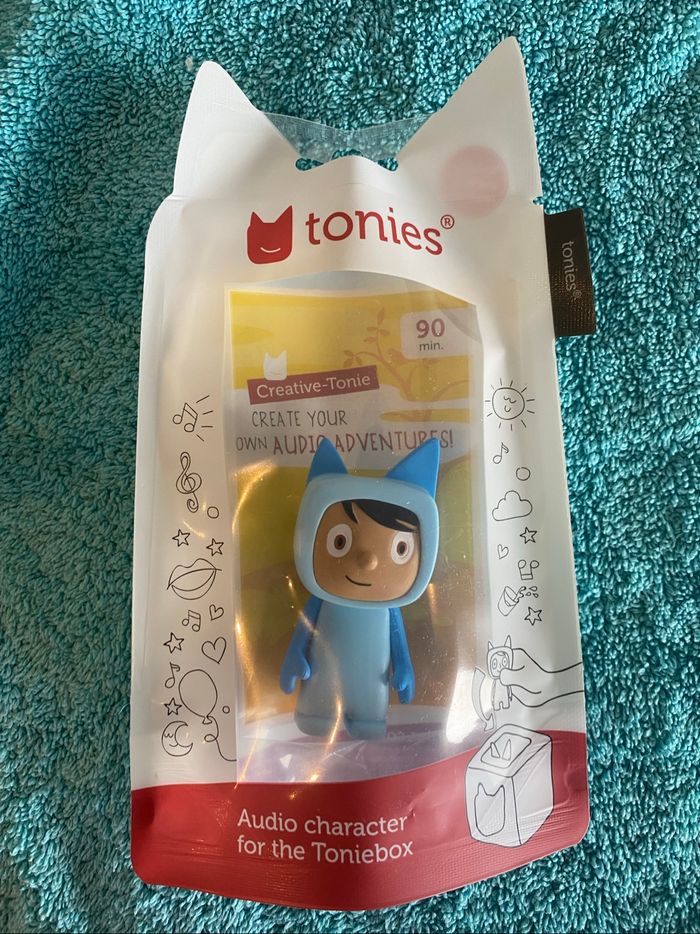 tonies®
tonies®
90
min.
Creative-Tonie
CREATE YOUR
OWN AUDIO ADVENTURES!
Audio character
for the Toniebox